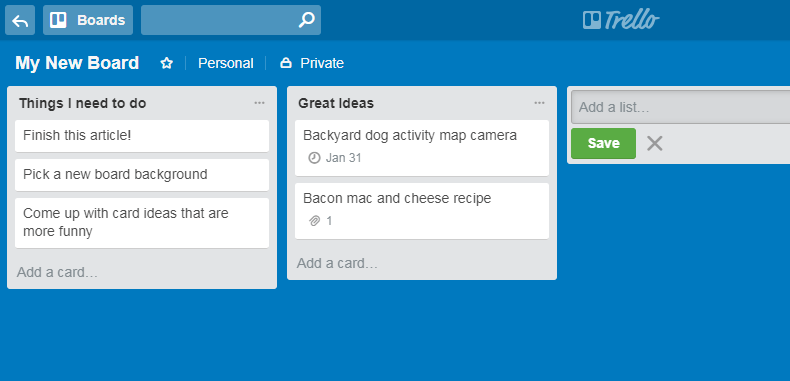 Boards
Trello
My New Board
Personal
Private
Things I need to do
Finish this article!
Pick a new board background
Come up with card ideas that are
more funny
Add a card...
Great Ideas
Backyard dog activity map camera
Jan 31
Bacon mac and cheese recipe
1
Add a card...
Add a list...
Save